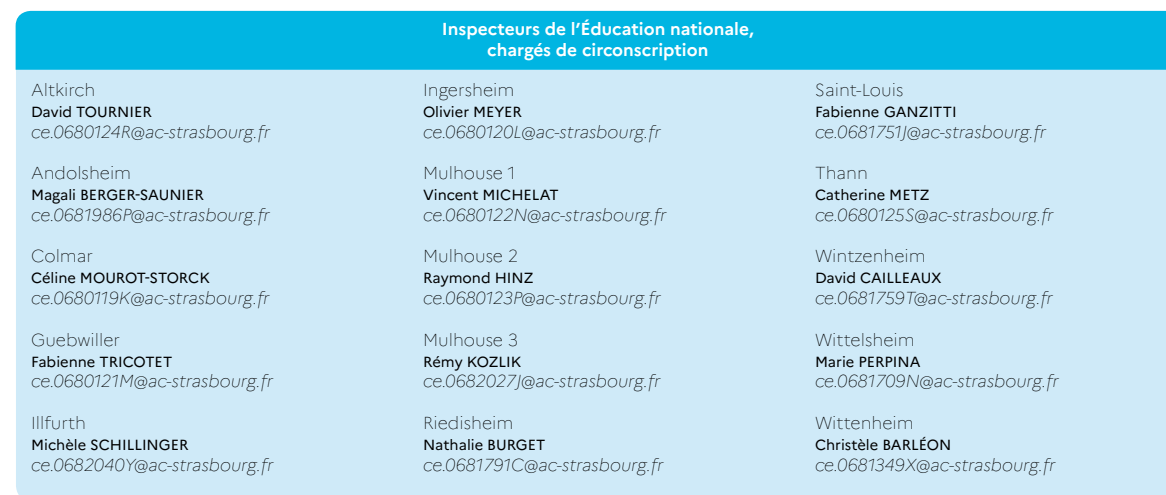 Inspecteurs de l'Éducation nationale,
chargés de circonscription
Altkirch
David TOURNIER
ce.0680124R@ac-strasbourg.fr
Andolsheim
Magali BERGER-SAUNIER
ce.0681986P@ac-strasbourg.fr
Colmar
Céline MOUROT-STORCK
ce.0680119K@ac-strasbourg.fr
Guebwiller
Fabienne TRICOTET
ce.0680121M@ac-strasbourg.fr
Illfurth
Michèle SCHILLINGER
ce.0682040Y@ac-strasbourg.fr
Ingersheim
Olivier MEYER
ce.0680120L@ac-strasbourg.fr
Mulhouse 1
Vincent MICHELAT
ce.0680122N@ac-strasbourg.fr
Mulhouse 2
Raymond HINZ
ce.0680123P@ac-strasbourg.fr
Mulhouse 3
Rémy KOZLIK
ce.0682027J@ac-strasbourg.fr
Riedisheim
Nathalie BURGET
ce.0681791C@ac-strasbourg.fr
Saint-Louis
Fabienne GANZITTI
ce.0681751J@ac-strasbourg.fr
Thann
Catherine METZ
ce.0680125S@ac-strasbourg.fr
Wintzenheim
David CAILLEAUX
ce.0681759T@ac-strasbourg.fr
Wittelsheim
Marie PERPINA
ce.0681709N@ac-strasbourg.fr
Wittenheim
Christèle BARLÉON
ce.0681349X@ac-strasbourg.fr